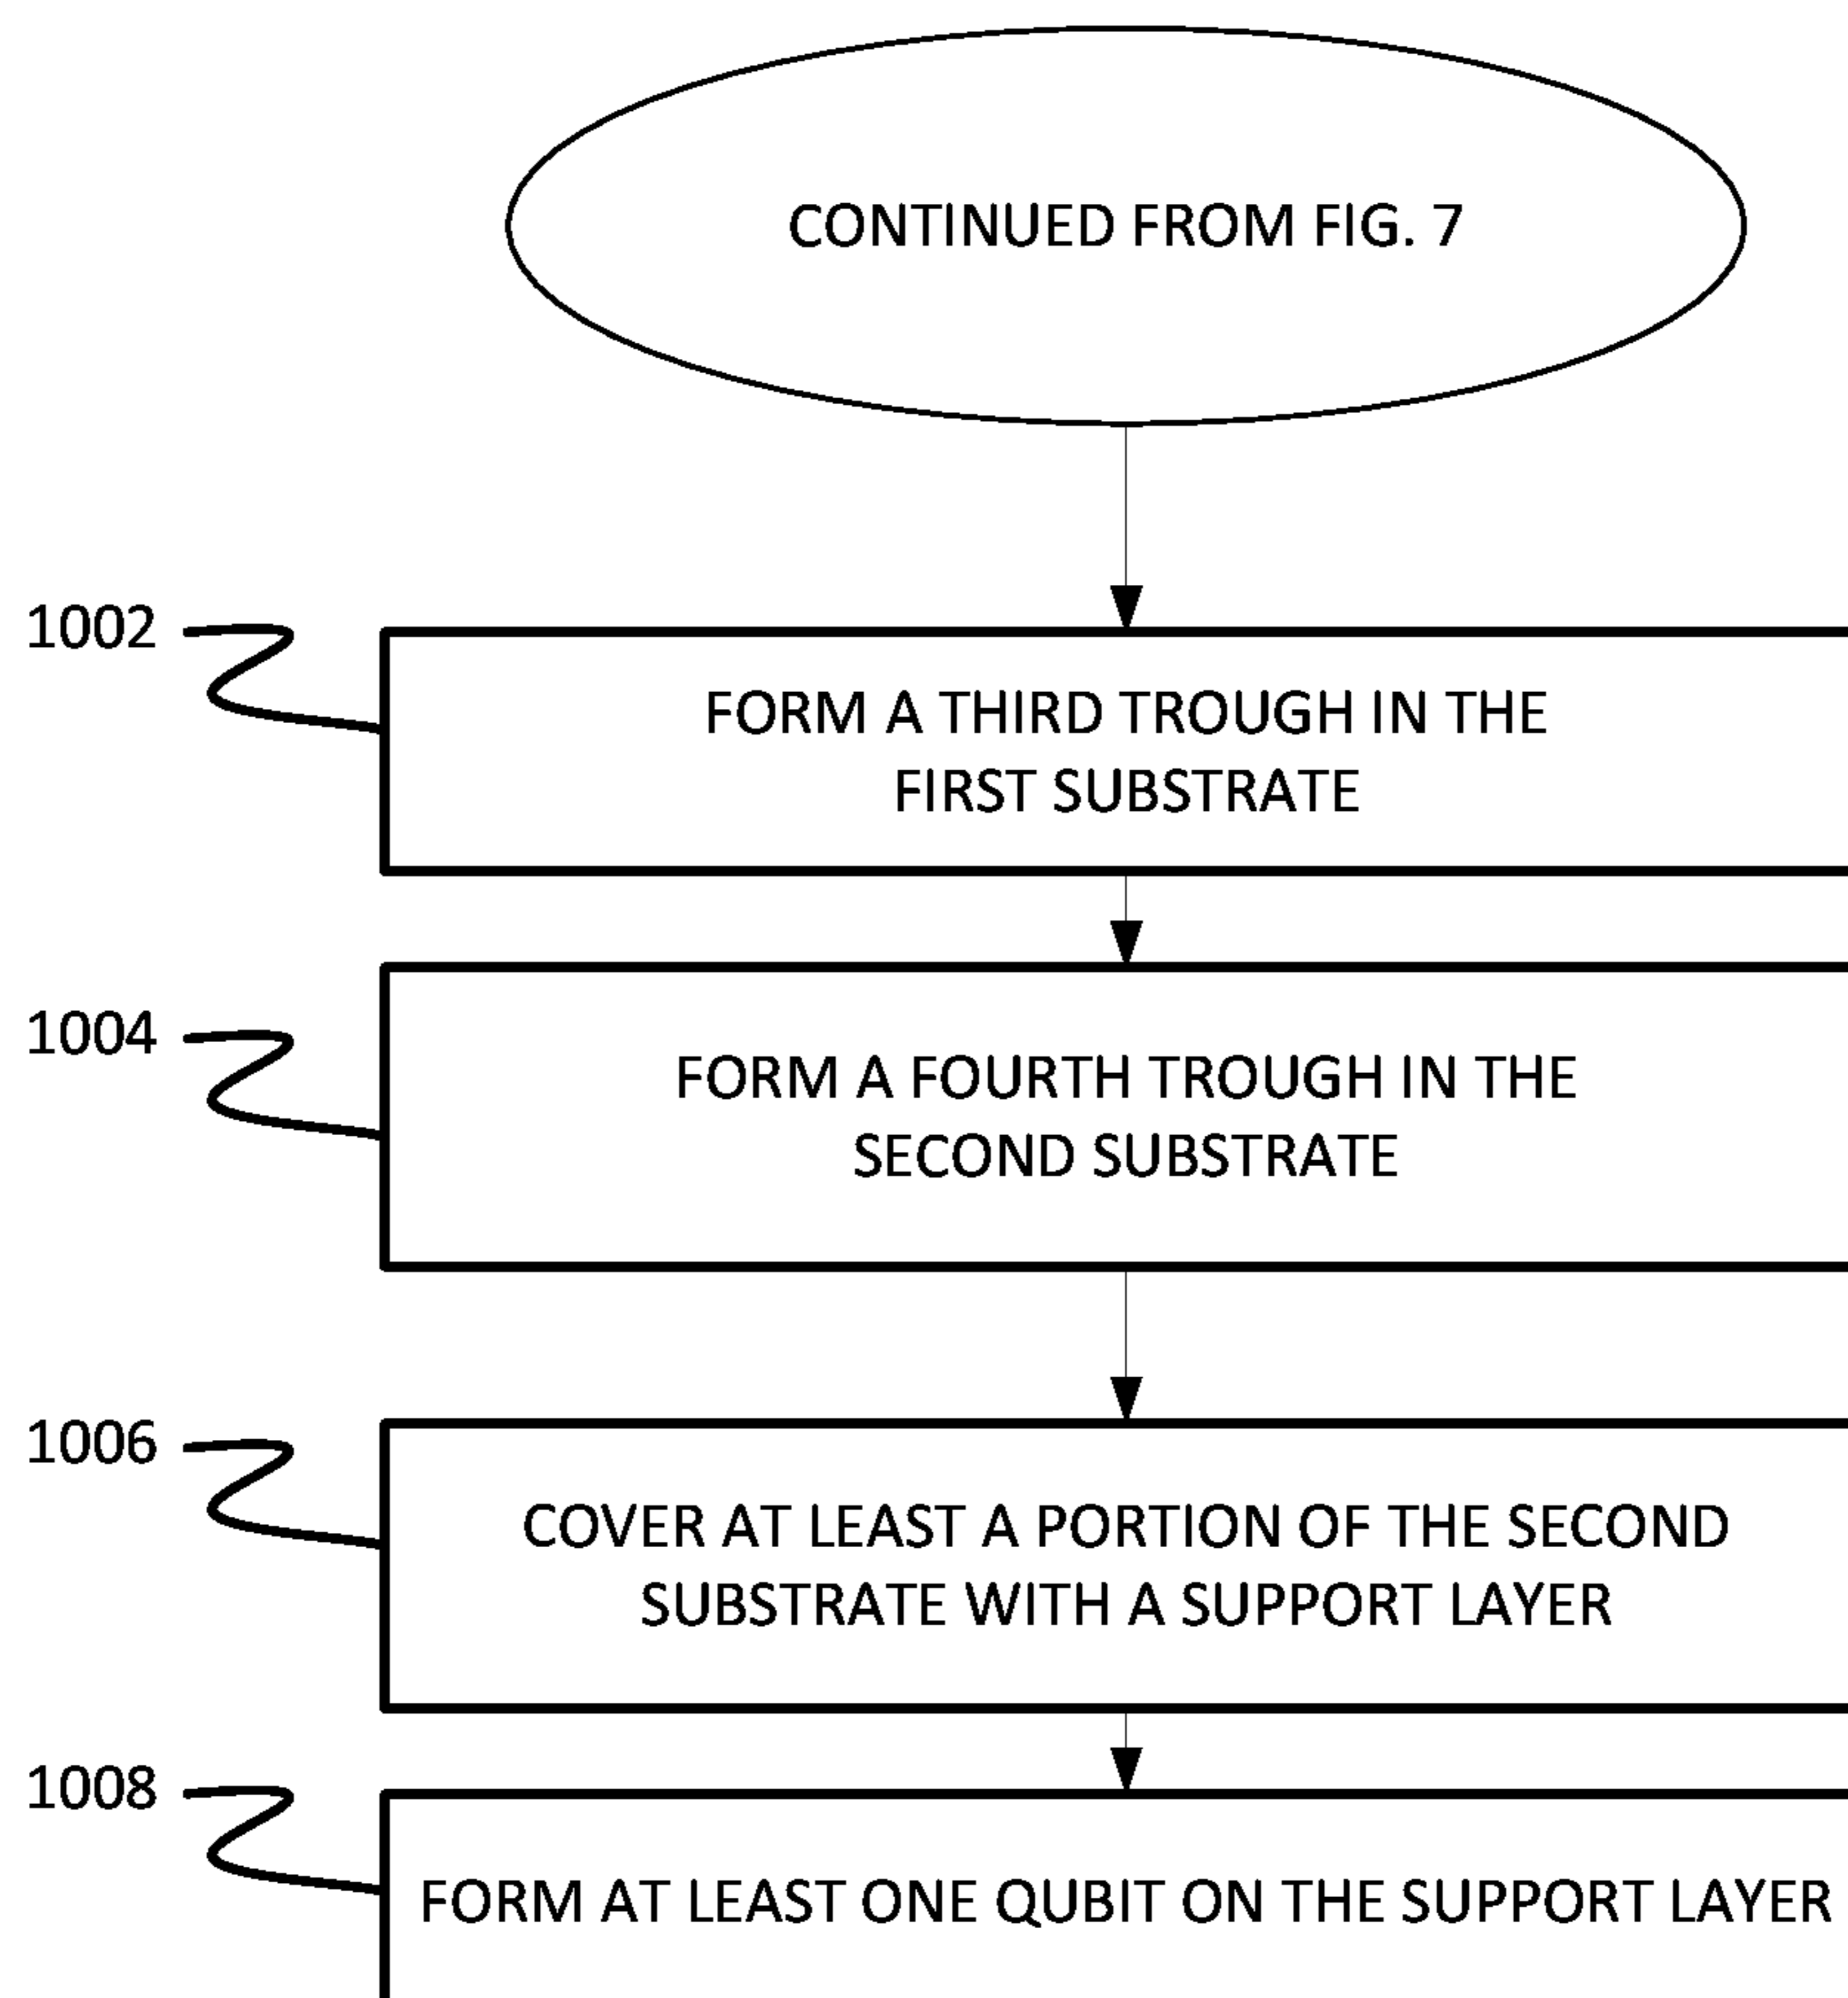 CONTINUED FROM FIG. 7
1002
FORM A THIRD TROUGH IN THE
FIRST SUBSTRATE
1004
FORM A FOURTH TROUGH IN THE
SECOND SUBSTRATE
1006
COVER AT LEAST A PORTION OF THE SECOND
SUBSTRATE WITH A SUPPORT LAYER
1008
FORM AT LEAST ONE QUBIT ON THE SUPPORT LAYER